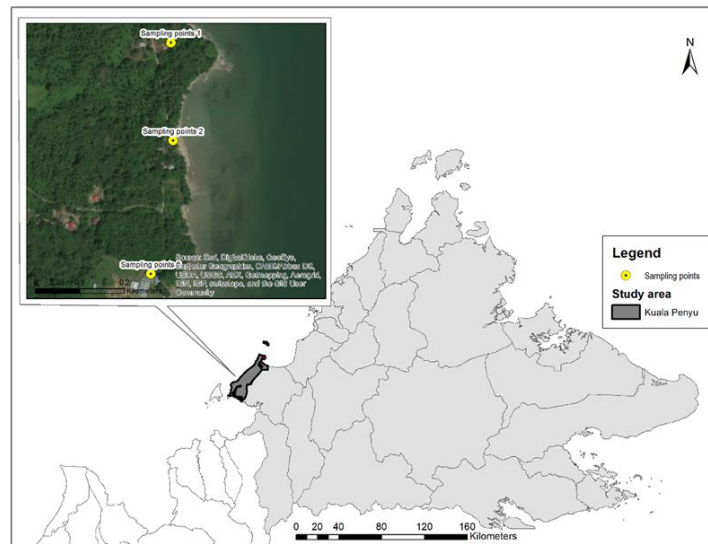 Sampling points 1
Sampling points 2
Sampling points
Source: Esri, DigitalGlobe, GeoEye,
Earthstar Geographics, CNES/Airbus DS,
USDA, USGS, AEX, Getmapping, Aerogrid,
IGN, IGP, swisstopo, and the GIS User
Community
Kilometers
N
Legend
Sampling points
Study area
Kuala Penyu
0 10 20 40 80 120 160
Kilometers